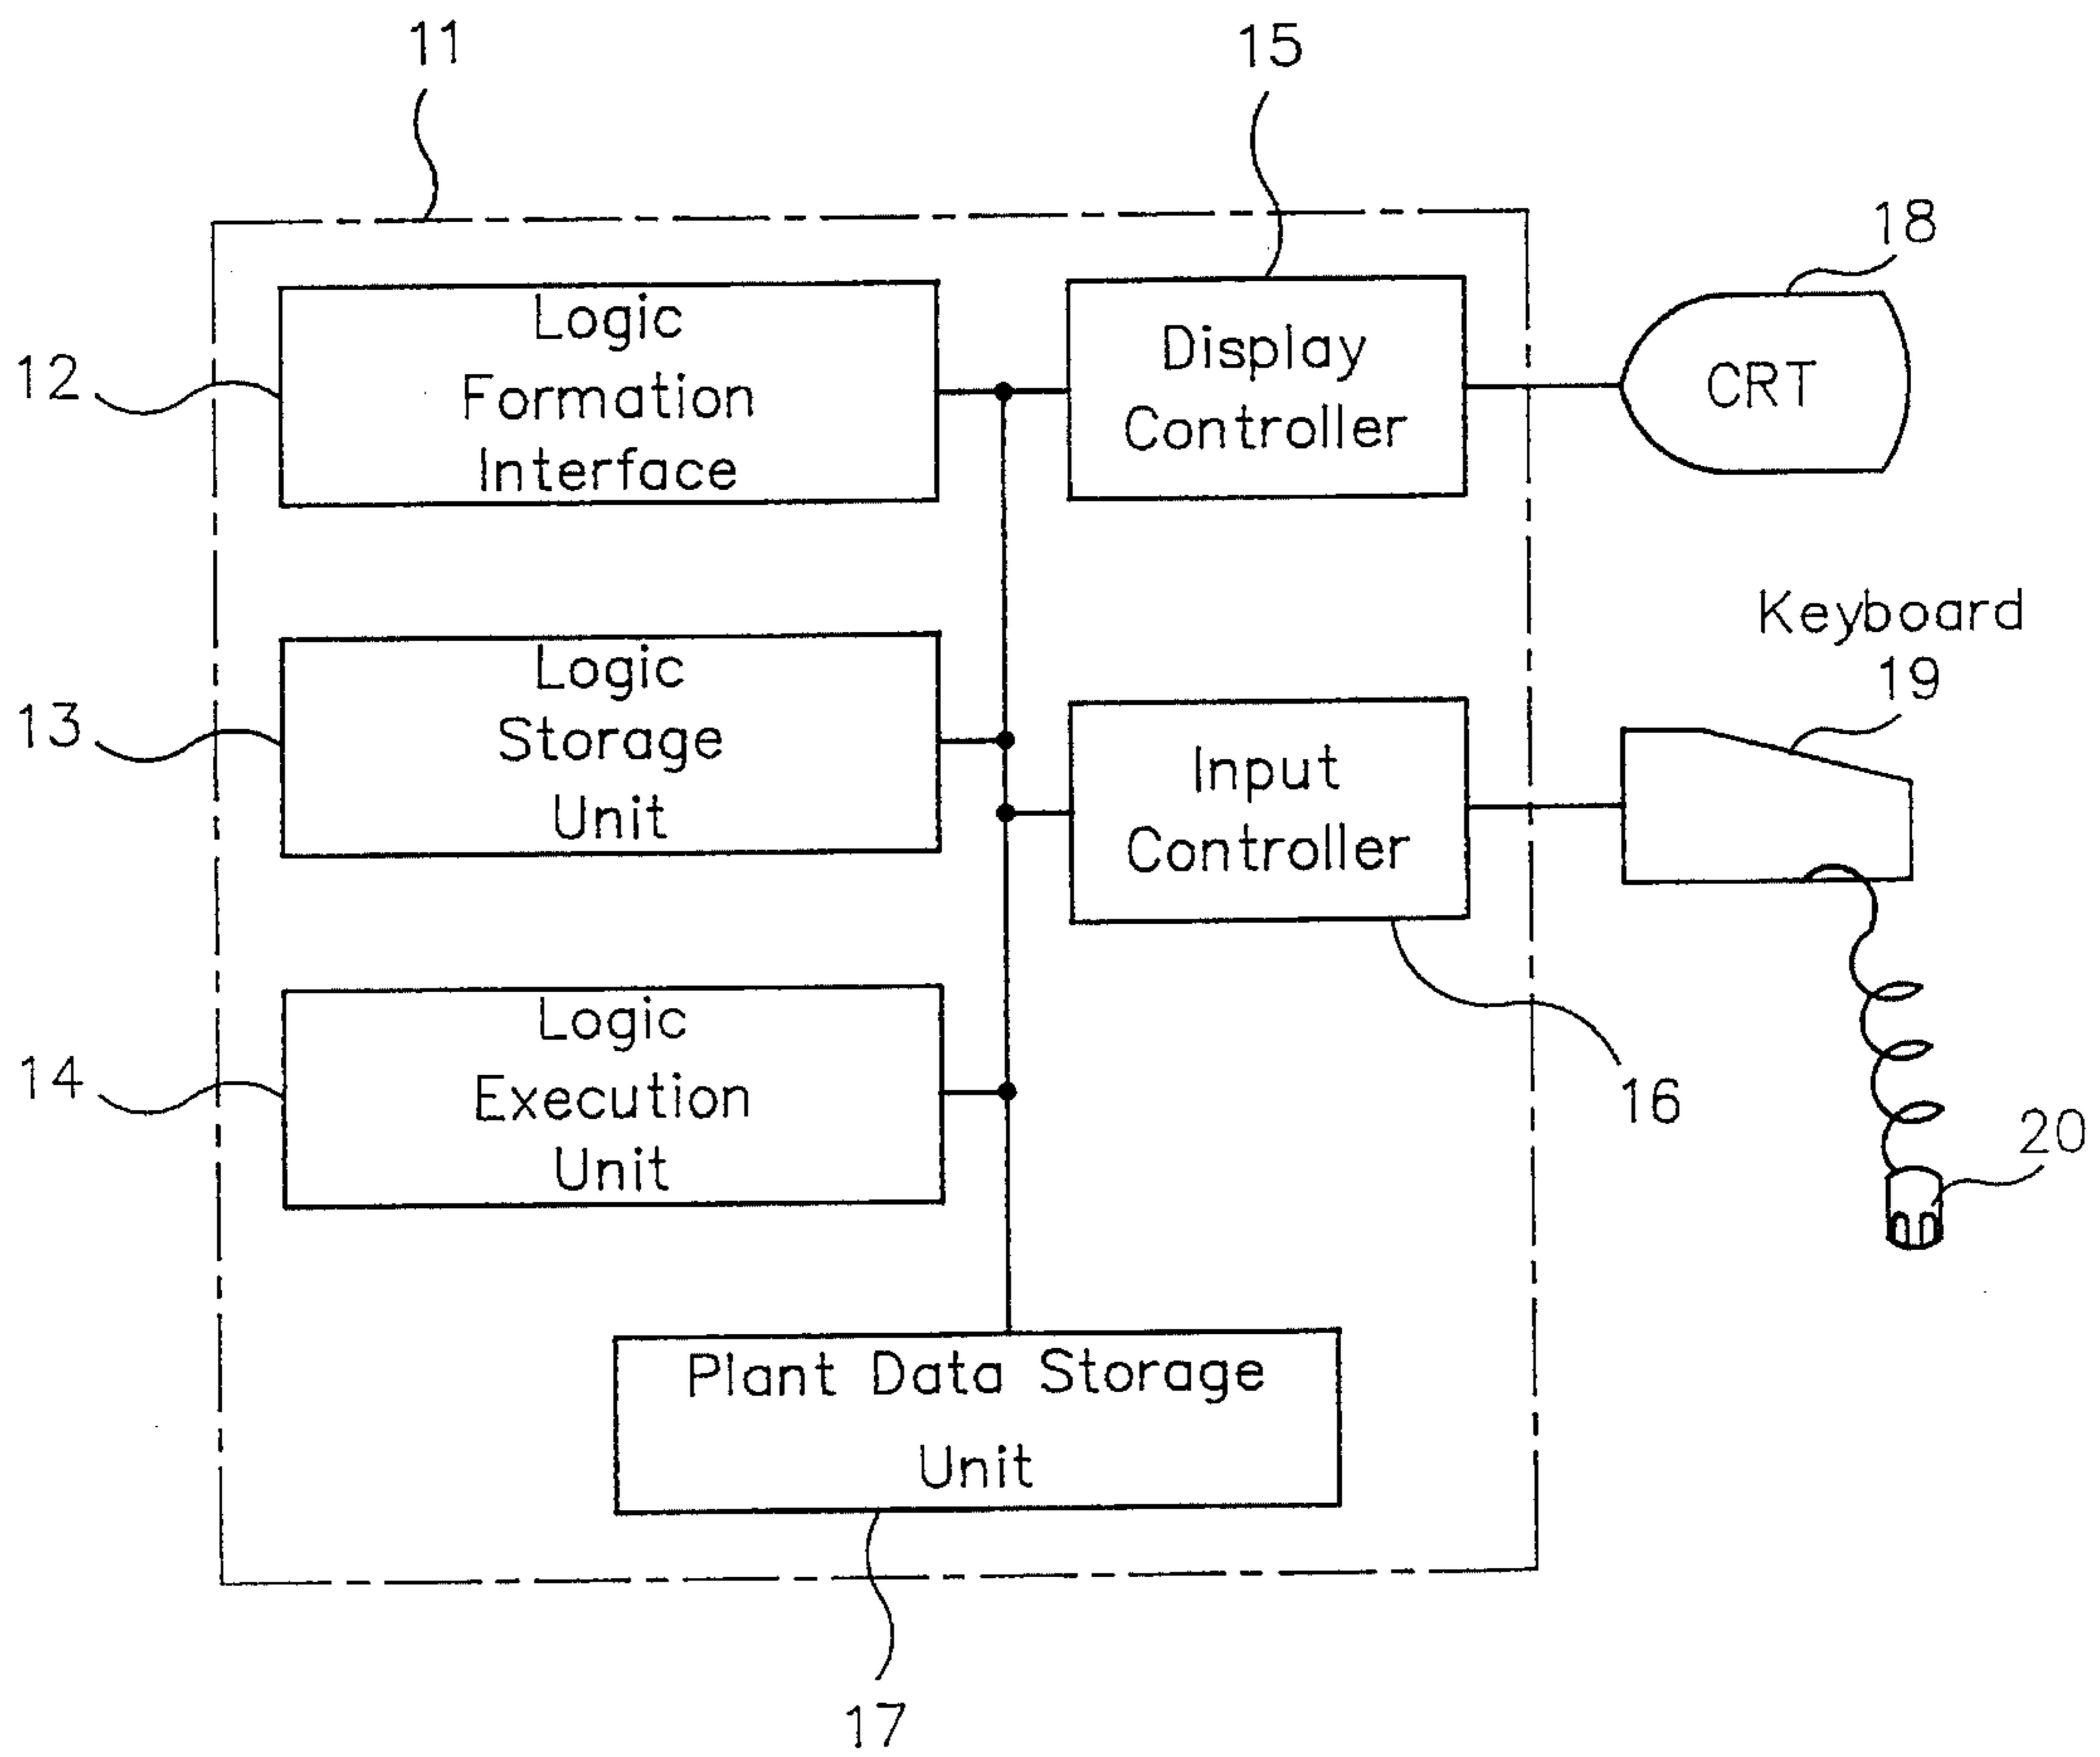 11
15
18
12
Logic
Formation
Interface
Display
Controller
CRT
Keyboard
19
13
Logic
Storage
Unit
Input
Controller
14
Logic
Execution
Unit
16
20
Plant Data Storage
Unit
17